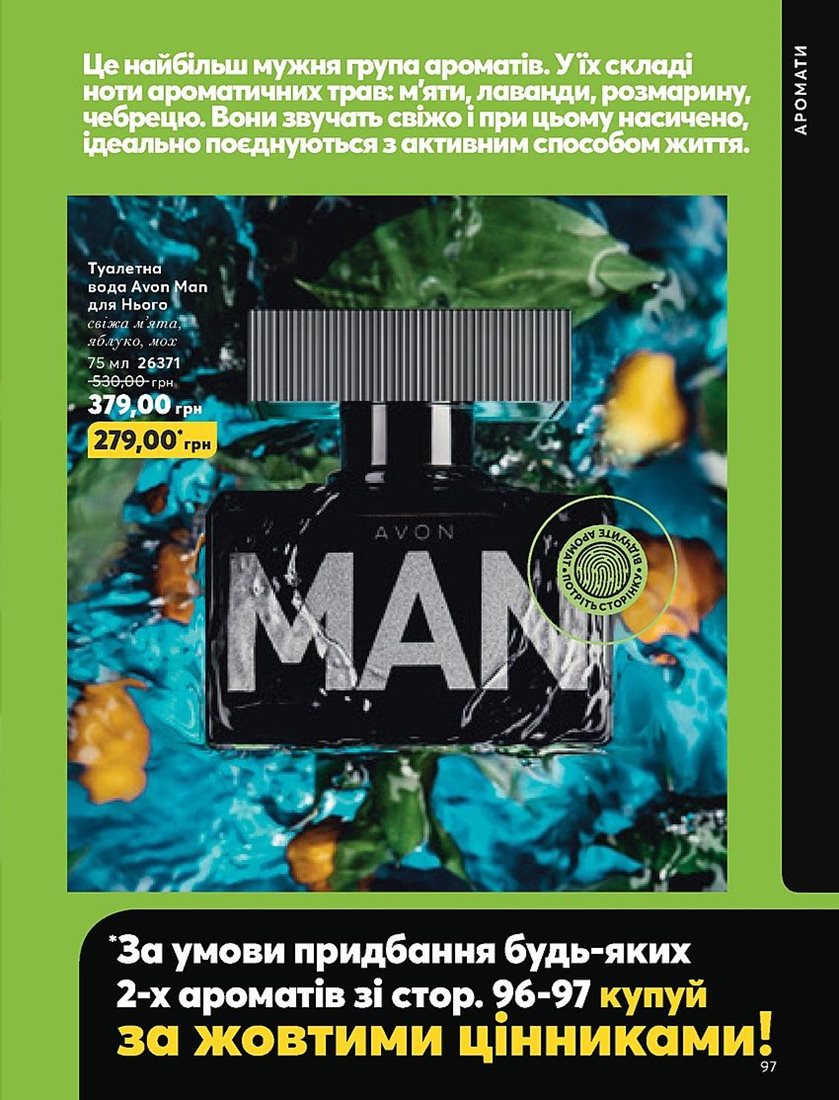 Це найбільш мужня група ароматів. У їх складі
ноти ароматичних трав: м'яти, лаванди, розмарину,
чебрецю. Вони звучать свіжо і при цьому насичено,
ідеально поєднуються з активним способом життя.
АРОМАТИ
Туалетна
вода Avon Man
для Нього
свіжа м'ята,
яблуко, мох
75 мл 26371
530,00 грн
379,00 грн
279,00* грн
AVON
MAN
ВІДЧУЙТЕ АРОМАТ • ПОТРІТЬ СТОРІНКУ •
*За умови придбання будь-яких
2-х ароматів зі стор. 96-97 купуй
за жовтими цінниками!
97